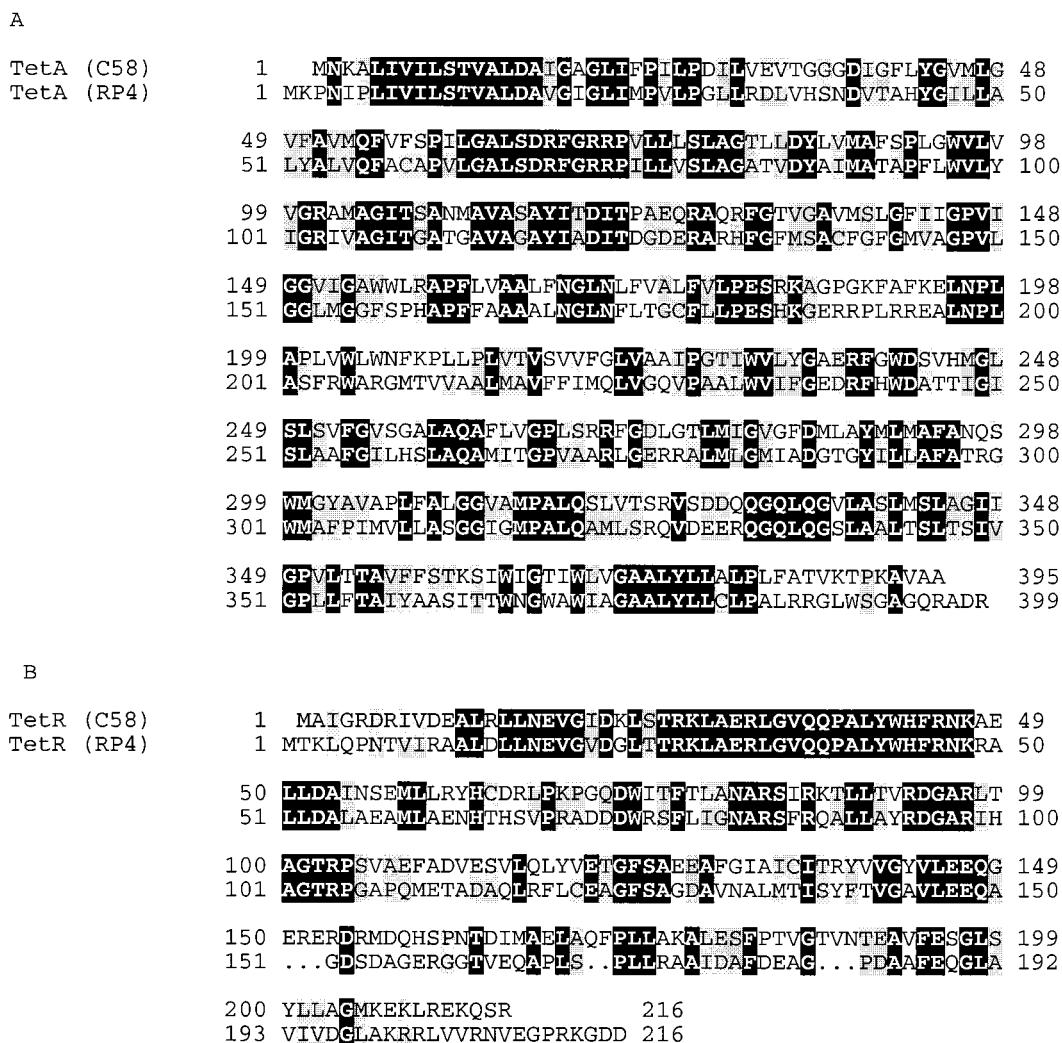 A
TetA (C58) 1 MNKALIVILSTVALDAIGAGLIFPILPDILVEVTGGGDIGFLYGVMLG 48
TetA (RP4) 1 MKPNIPLIVILSTVALDAVGIGLIMPVLPGLLRDLVHSNDVTAHYGILLA 50
49 VFAVMQFVFSPILGALSDRFGRRPVLLLSLAGTLLDYLVMAFSPLGWVLV 98
51 LYALVQFACAPVLGALSDRFGRRPILLVSLAGATVDYAIMATAPFLWVLY 100
99 VGRAMAGITSANMAVASAYITDITPAEQRAQRFGTVGAVMSLGFIIGPVI 148
101 IGRIVAGITGATGAVAGAYIADITDGDERARHFGFMSACFGFGMVAGPVL 150
149 GGVIGAWWLRAPFLVAALFNGLNLFVALFVLPESRKAGPGKFAFKELNPL 198
151 GGLMGGFSPHAPFFAAAALNGLNFLTGCFLLPESHKGERRPLRREALNPL 200
199 APLVWLWNFKPLLPLVTVSVVFGLVAAIPGTIWVLYGAERFGWDSVHMGL 248
201 ASFRWARGMTVVAALMAVFFIMQLVGQVPAALWVIFGEDRFHWDATTIGI 250
249 SLSVFGVSGALAQAFLVGPLSRRFGDLGTLMIGVGFDMLAYMLMAFANQS 298
251 SLAAFGILHSLAQAMITGPVAARLGERRALMLGMIADGTGYILLAFATRG 300
299 WMGYAVAPLFALGGVAMPALQSLVTSRVSDDQQGQLQGVLASLMSLAGII 348
301 WMAFPIMVLLASGGIGMPALQAMLSRQVDEERQGQLQGSLAALTSLTSIV 350
349 GPVLTTAVFFSTKSIWIGTIWLVGAALYLLALPLFATVKTPKAVAA 395
351 GPLLFTAIYAASITTWNGWAWIAGAALYLLCLPALRRGLWSGAGQRADR 399
B
TetR (C58) 1 MAIGRDRIVDEALRLLNEVGIDKLSTRKLAERLGVQQPALYWHFRNKAE 49
TetR (RP4) 1 MTKLQPNTVIRAALDLLNEVGVDGLTTRKLAERLGVQQPALYWHFRNKRA 50
50 LLDAINSEMLLRYHCDRLPKPGQDWITFTLANARSIRKTLLTVRDGARLT 99
51 LLDALAEAMLAENHTHSVPRADDDWRSFLIGNARSFRQALLAYRDGARIH 100
100 AGTRPSVAEFADVESVLQLYVETGFSAEEAFGIAICITRYVVGYVLEEQG 149
101 AGTRPGAPQMETADAQLRFLCEAGFSAGDAVNALMTISYFTVGAVLEEQA 150
150 ERERDRMDQHSPNTDIMAELAQFPLLAKALESFPTVGTVNTEAVFESGLS 199
151 ...GDSDAGERGGTVEQAPLS..PLLRAAIDAFDEAG...PDAAFEQGLA 192
200 YLLAGMKEKLREKQSR 216
193 VIVDGLAKRRLVVRNVEGPRKGDD 216